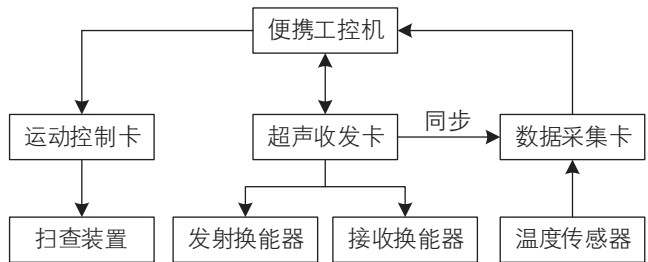 便携工控机
运动控制卡
超声收发卡
同步
数据采集卡
扫查装置
发射换能器
接收换能器
温度传感器